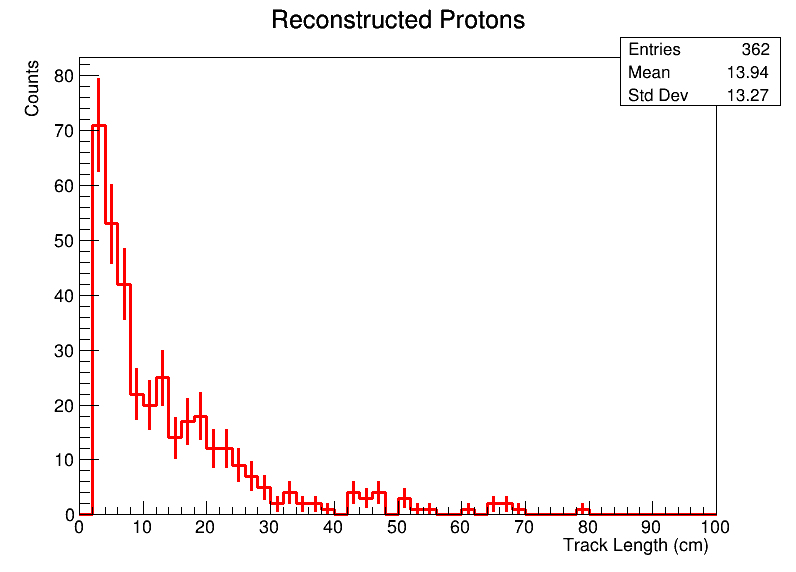 Reconstructed Protons
Entries 362
Mean 13.94
Std Dev 13.27
Counts
80
70
60
50
40
30
20
10
0
0 10 20 30 40 50 60 70 80 90 100
Track Length (cm)